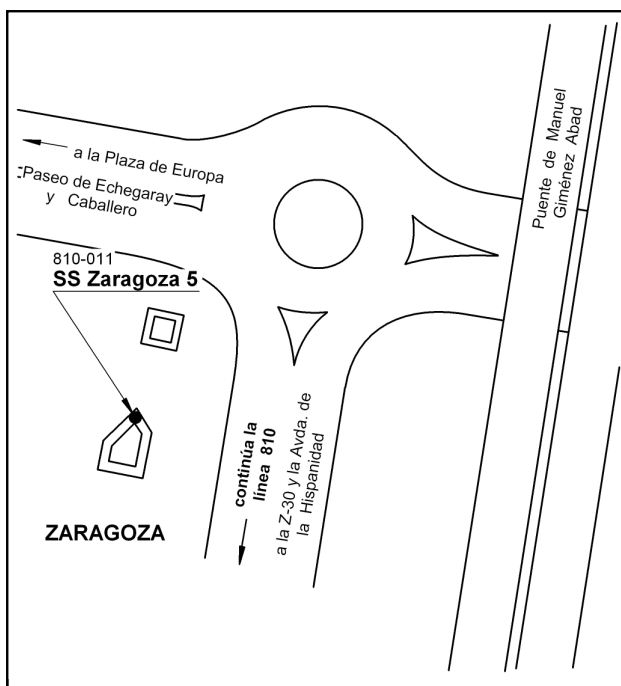 a la Plaza de Europa
Paseo de Echegaray
y Caballero
810-011
SS Zaragoza 5
Puente de Manuel
Giménez Abad
continúa la
línea 810
a la Z-30 y la Avda. de
la Hispanidad
ZARAGOZA